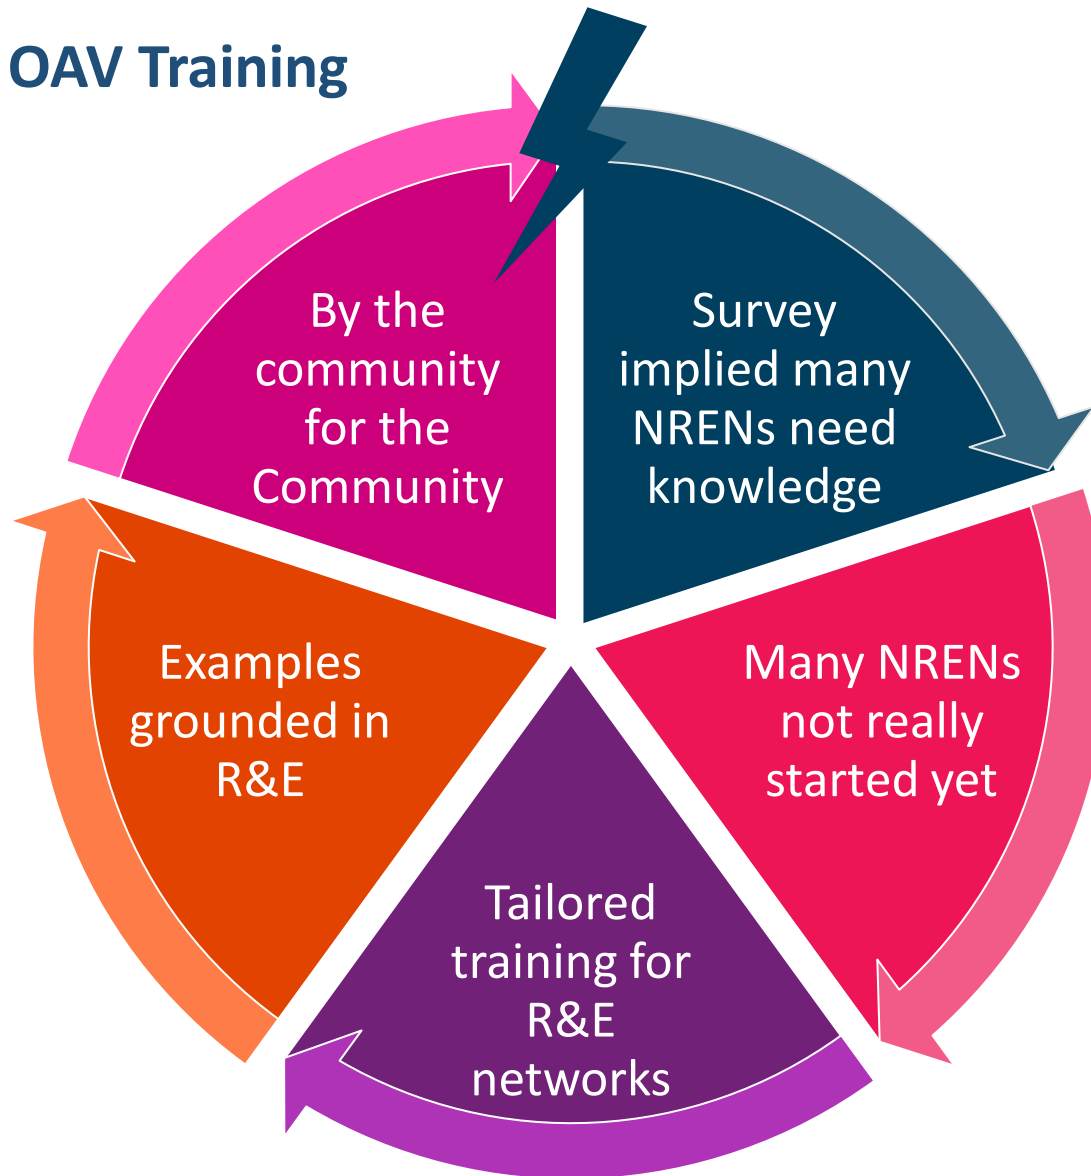 OAV Training
By the
community
for the
Community
Survey
implied many
NRENs need
knowledge
Many NRENs
not really
started yet
Tailored
training for
R&E
networks
Examples
grounded in
R&E